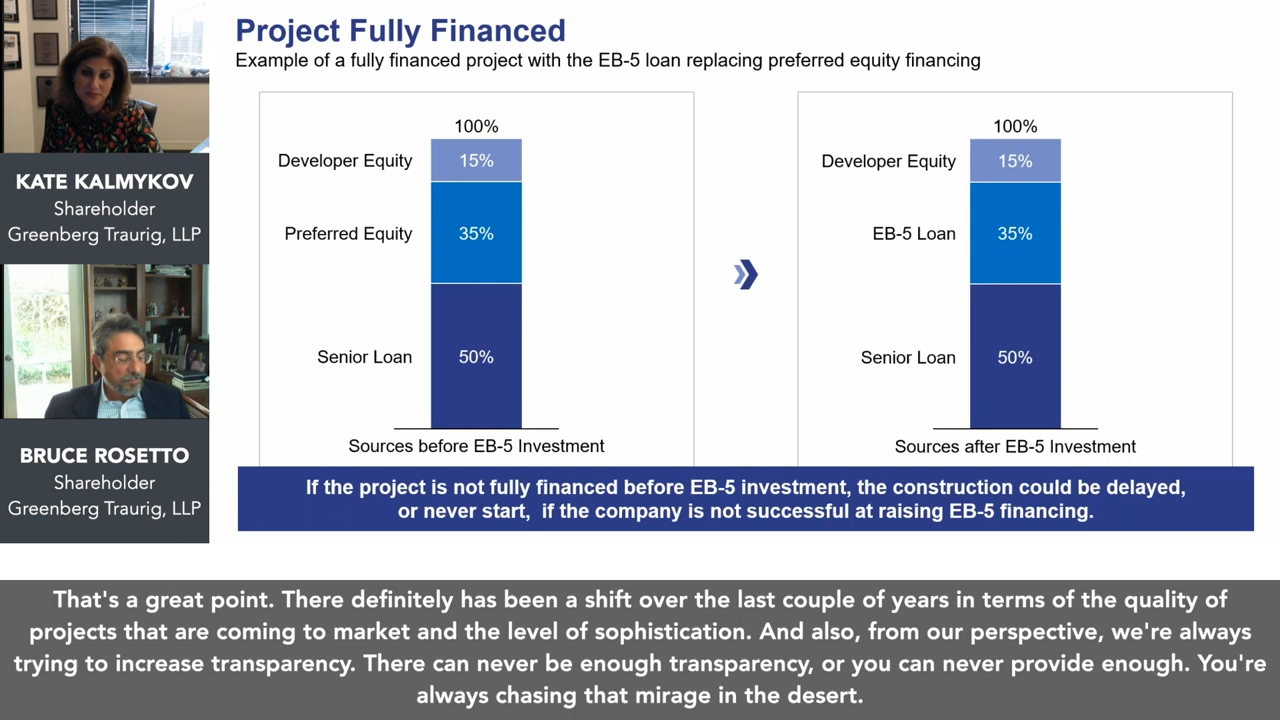 Project Fully Financed
Example of a fully financed project with the EB-5 loan replacing preferred equity financing
KATE KALMYKOV
Shareholder
Greenberg Traurig, LLP
BRUCE ROSETTO
Shareholder
Greenberg Traurig, LLP
100%
Developer Equity 15%
Preferred Equity 35%
Senior Loan 50%
Sources before EB-5 Investment
100%
Developer Equity 15%
EB-5 Loan 35%
Senior Loan 50%
Sources after EB-5 Investment
If the project is not fully financed before EB-5 investment, the construction could be delayed,
or never start, if the company is not successful at raising EB-5 financing.
That's a great point. There definitely has been a shift over the last couple of years in terms of the quality of
projects that are coming to market and the level of sophistication. And also, from our perspective, we're always
trying to increase transparency. There can never be enough transparency, or you can never provide enough. You're
always chasing that mirage in the desert.